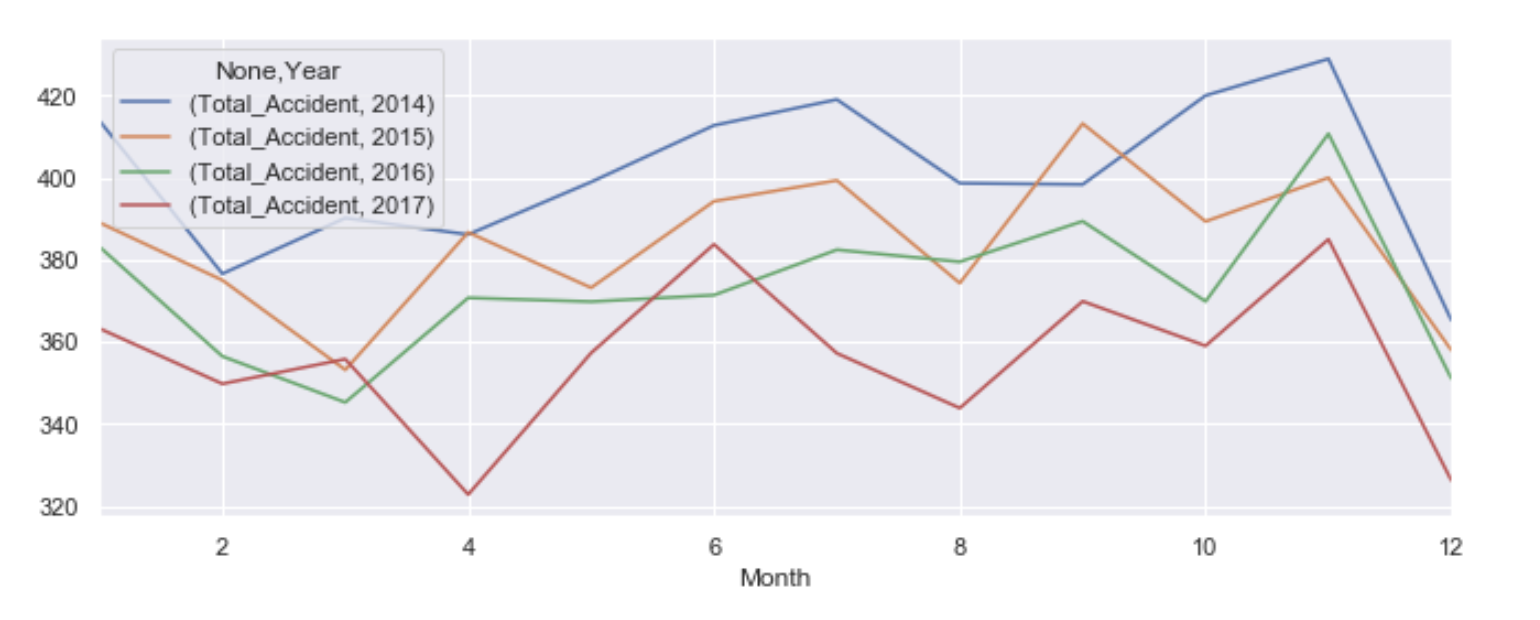 None,Year
(Total_Accident, 2014)
(Total_Accident, 2015)
(Total_Accident, 2016)
(Total_Accident, 2017)
420
400
380
360
340
320
2 4 6 8 10 12
Month